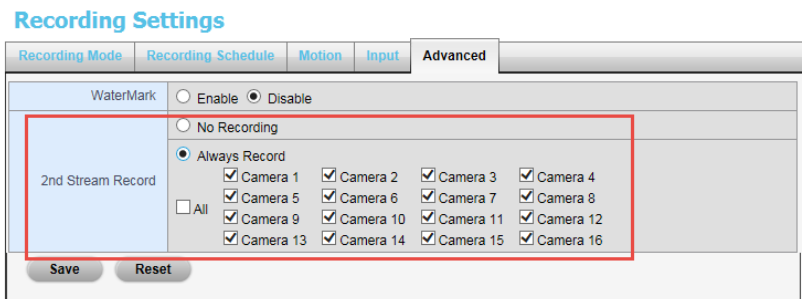 Recording Settings
Recording Mode Recording Schedule Motion Input Advanced
WaterMark Enable Disable
No Recording
Always Record
2nd Stream Record
All
Camera 1 Camera 2 Camera 3 Camera 4
Camera 5 Camera 6 Camera 7 Camera 8
Camera 9 Camera 10 Camera 11 Camera 12
Camera 13 Camera 14 Camera 15 Camera 16
Save Reset